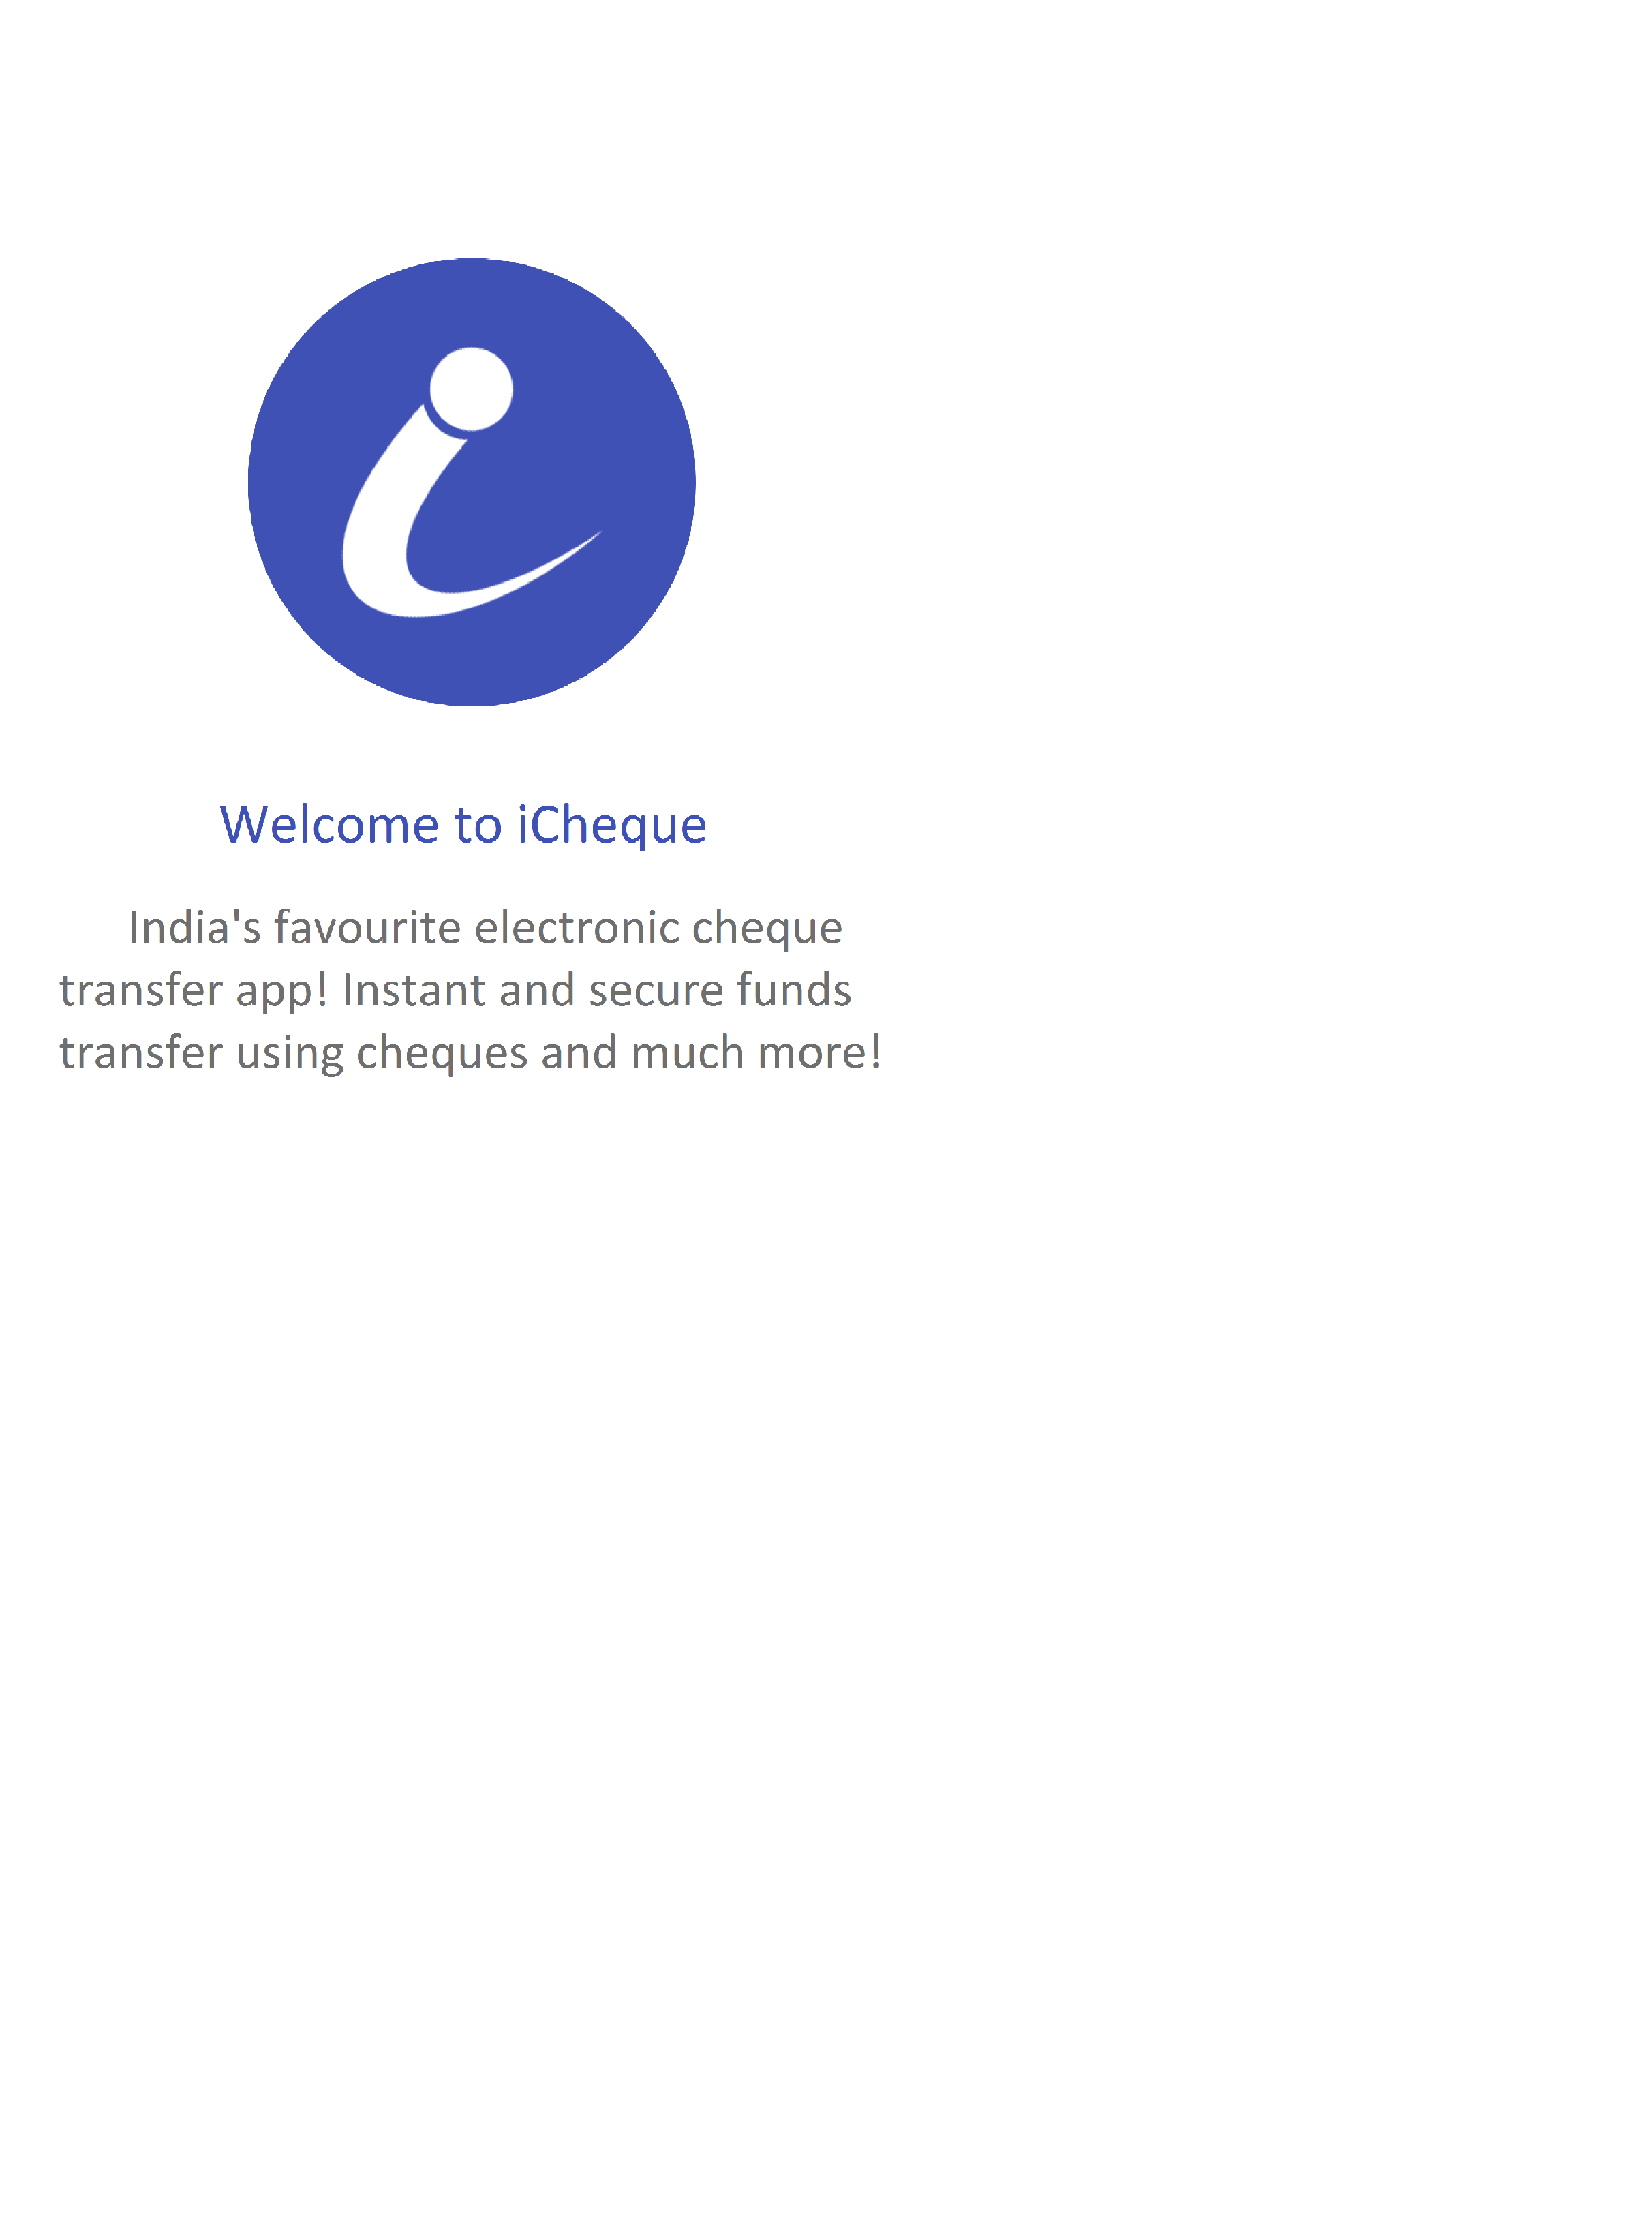 Welcome to iCheque
India's favourite electronic cheque
transfer app! Instant and secure funds
transfer using cheques and much more!